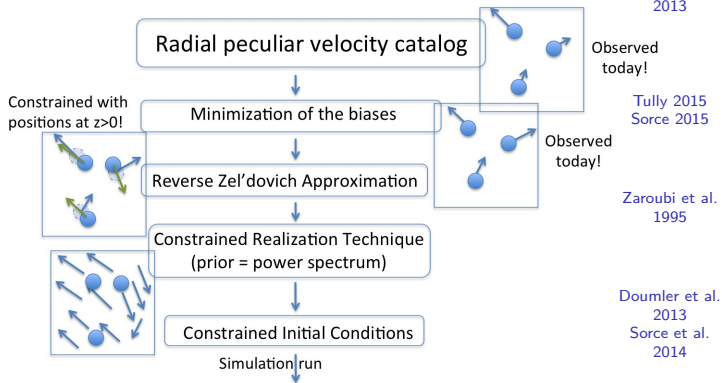 2013
Radial peculiar velocity catalog
Observed
today!
Constrained with
positions at z>0!
Minimization of the biases
Tully 2015
Sorce 2015
Observed
today!
Reverse Zel'dovich Approximation
Zaroubi et al.
1995
Constrained Realization Technique
(prior = power spectrum)
Doumler et al.
2013
Sorce et al.
2014
Constrained Initial Conditions
Simulation run